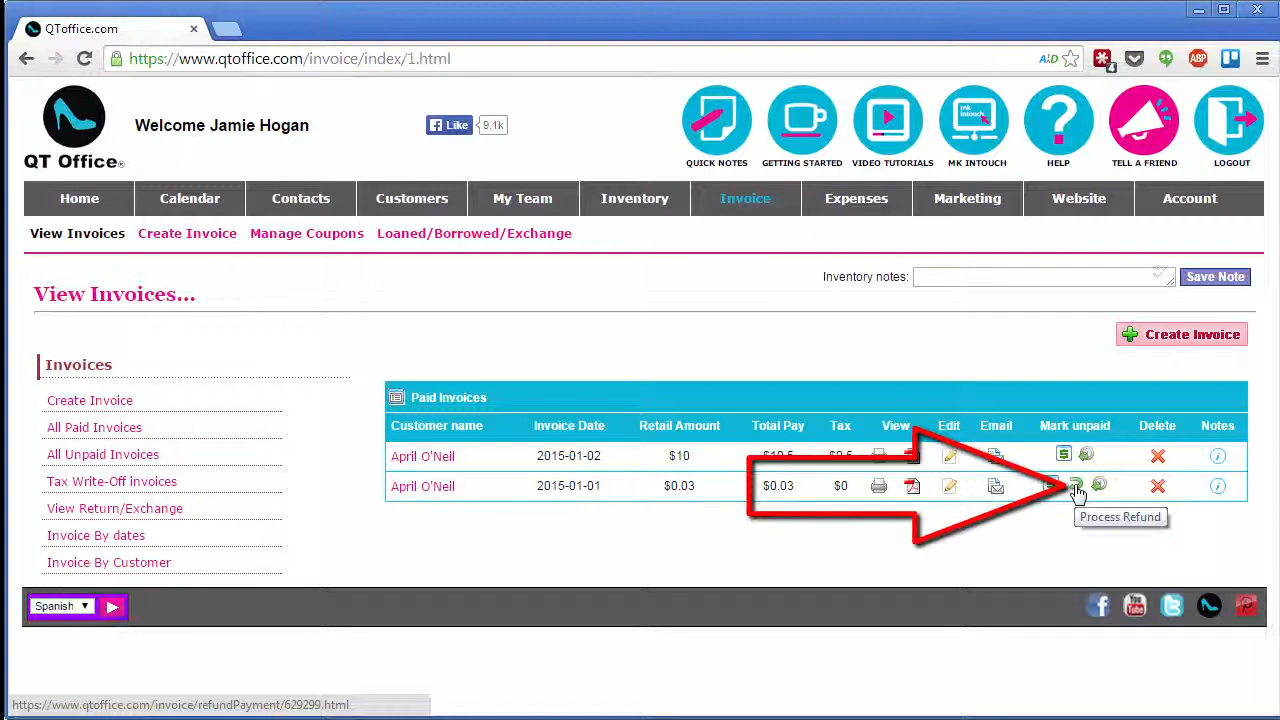 QToffice.com
https://www.qtoffice.com/invoice/index/1.html
4
ABP
QT Office®
Welcome Jamie Hogan
Like 9.1k
mk intouch
QUICK NOTES GETTING STARTED VIDEO TUTORIALS MK INTOUCH HELP TELL A FRIEND LOGOUT
Home Calendar Contacts Customers My Team Inventory Invoice Expenses Marketing Website Account
View Invoices Create Invoice Manage Coupons Loaned/Borrowed/Exchange
Inventory notes: Save Note
View Invoices...
Create Invoice
Invoices
Create Invoice
All Paid Invoices
All Unpaid Invoices
Tax Write-Off invoices
View Return/Exchange
Invoice By dates
Invoice By Customer
Paid Invoices
Customer name Invoice Date Retail Amount Total Pay Tax View Edit Email Mark unpaid Delete Notes
April O'Neil 2015-01-02 $10
April O'Neil 2015-01-01 $0.03 $0.03 $0
Process Refund
Spanish
You Tube
https://www.qtoffice.com/invoice/refundPayment/629299.html